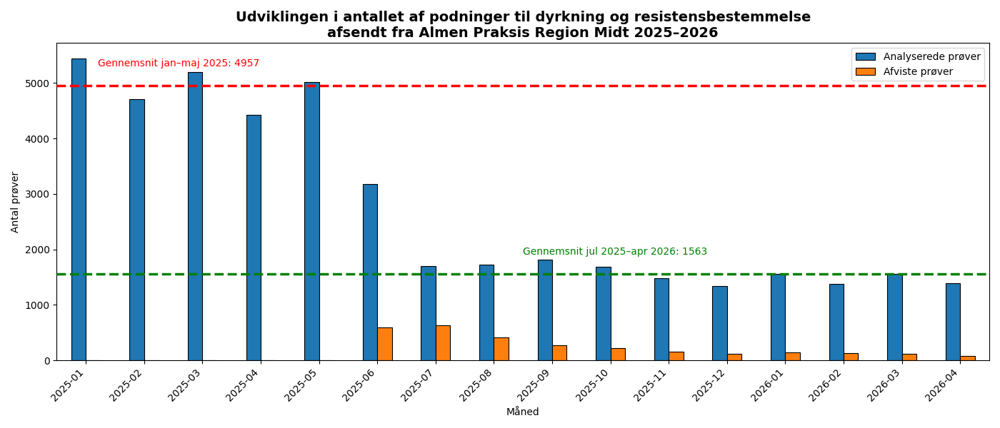 Udviklingen i antallet af podninger til dyrkning og resistensbestemmelse
afsendt fra Almen Praksis Region Midt 2025–2026
Gennemsnit jan–maj 2025: 4957
Analyserede prøver
Afviste prøver
Gennemsnit jul 2025–apr 2026: 1563
Antal prøver
5000
4000
3000
2000
1000
0
2025-01
2025-02
2025-03
2025-04
2025-05
2025-06
2025-07
2025-08
2025-09
2025-10
2025-11
2025-12
2026-01
2026-02
2026-03
2026-04
Måned